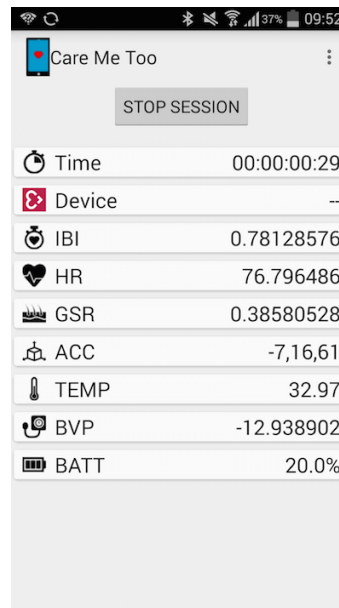 37% 09:52
Care Me Too
STOP SESSION
Time 00:00:00:29
Device --
IBI 0.78128576
HR 76.796486
GSR 0.38580528
ACC -7,16,61
TEMP 32.97
BVP -12.938902
BATT 20.0%